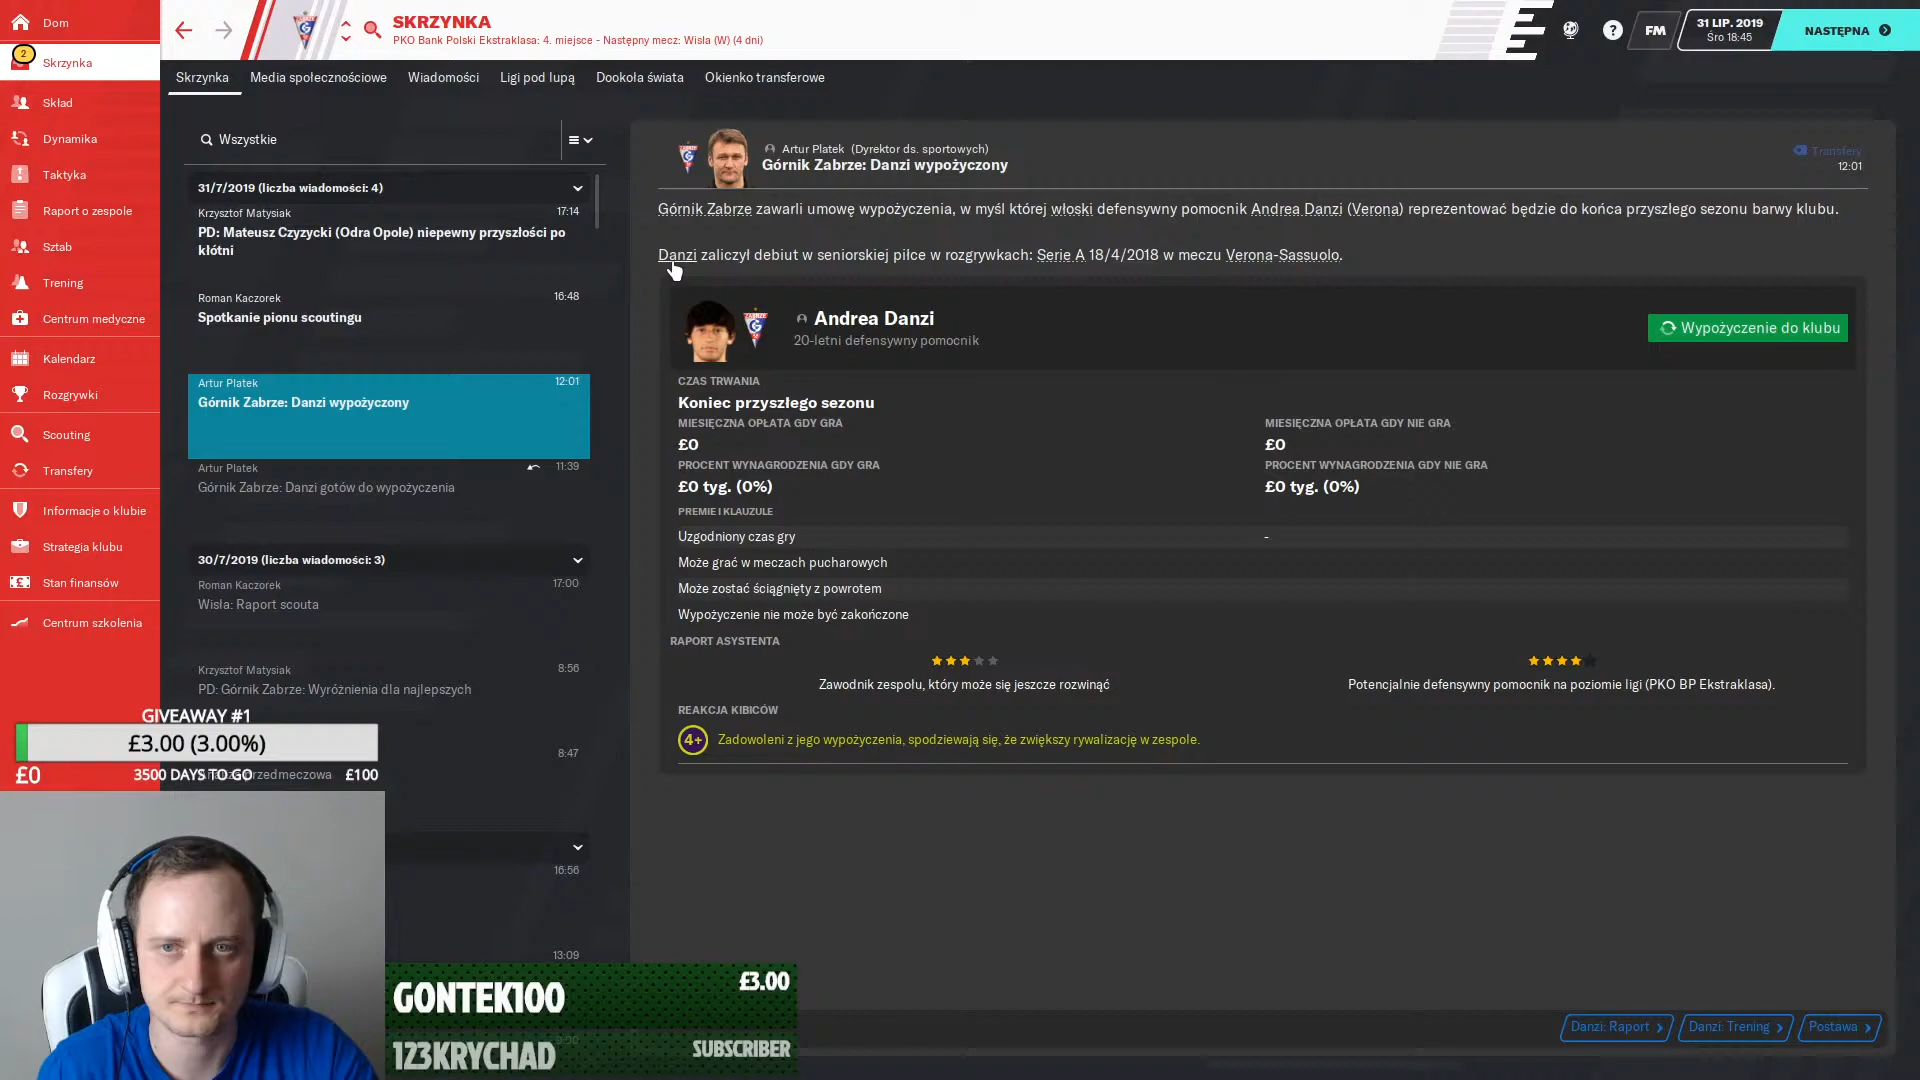 Dom
2
Skrzynka
Skład
Dynamika
Taktyka
Raport o zespole
Sztab
Trening
Centrum medyczne
Kalendarz
Rozgrywki
Scouting
Transfery
Informacje o klubie
Strategia klubu
Stan finansów
Centrum szkolenia
SKRZYNKA
PKO Bank Polski Ekstraklasa: 4. miejsce - Następny mecz: Wisła (W) (4 dni)
?
FM
31 LIP. 2019
Śro 18:45
NASTĘPNA
Skrzynka
Media społecznościowe
Wiadomości
Ligi pod lupą
Dookoła świata
Okienko transferowe
Wszystkie
31/7/2019 (liczba wiadomości: 4)
Krzysztof Matysiak 17:14
PD: Mateusz Czyzycki (Odra Opole) niepewny przyszłości po
kłótni
Roman Kaczorek 16:48
Spotkanie pionu scoutingu
Artur Płatek 12:01
Górnik Zabrze: Danzi wypożyczony
Artur Płatek 11:39
Górnik Zabrze: Danzi gotów do wypożyczenia
30/7/2019 (liczba wiadomości: 3)
Roman Kaczorek 17:00
Wisła: Raport scouta
Krzysztof Matysiak 8:56
PD: Górnik Zabrze: Wyróżnienia dla najlepszych
8:47
przedmeczowa
16:56
13:09
Artur Płatek (Dyrektor ds. sportowych)
Górnik Zabrze: Danzi wypożyczony
Transfery
12:01
Górnik Zabrze zawarli umowę wypożyczenia, w myśl której włoski defensywny pomocnik Andrea Danzi (Verona) reprezentować będzie do końca przyszłego sezonu barwy klubu.
Danzi zaliczył debiut w seniorskiej piłce w rozgrywkach: Serie A 18/4/2018 w meczu Verona-Sassuolo.
Andrea Danzi
20-letni defensywny pomocnik
Wypożyczenie do klubu
CZAS TRWANIA
Koniec przyszłego sezonu
MIESIĘCZNA OPŁATA GDY GRA
MIESIĘCZNA OPŁATA GDY NIE GRA
£0
£0
PROCENT WYNAGRODZENIA GDY GRA
PROCENT WYNAGRODZENIA GDY NIE GRA
£0 tyg. (0%)
£0 tyg. (0%)
PREMIE I KLAUZULE
Uzgodniony czas gry -
Może grać w meczach pucharowych
Może zostać ściągnięty z powrotem
Wypożyczenie nie może być zakończone
RAPORT ASYSTENTA
Zawodnik zespołu, który może się jeszcze rozwinąć
Potencjalnie defensywny pomocnik na poziomie ligi (PKO BP Ekstraklasa).
REAKCJA KIBICÓW
4+ Zadowoleni z jego wypożyczenia, spodziewają się, że zwiększy rywalizację w zespole.
Danzi: Raport
Danzi: Trening
Postawa
GIVEAWAY #1
£3.00 (3.00%)
£0
3500 DAYS TO GO
£100
GONTEK100 £3.00
123KRYCHAD SUBSCRIBER